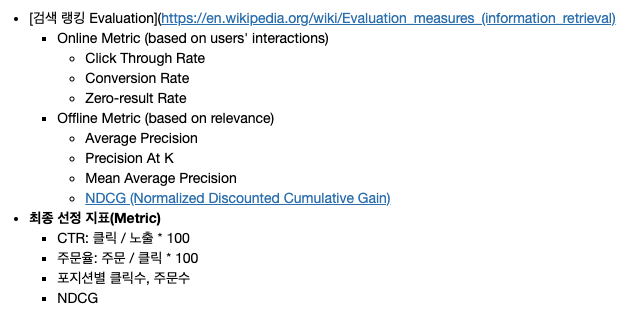 [검색 랭킹 Evaluation](https://en.wikipedia.org/wiki/Evaluation_measures_(information_retrieval)
Online Metric (based on users' interactions)
Click Through Rate
Conversion Rate
Zero-result Rate
Offline Metric (based on relevance)
Average Precision
Precision At K
Mean Average Precision
NDCG (Normalized Discounted Cumulative Gain)
최종 선정 지표(Metric)
CTR: 클릭 / 노출 * 100
주문율: 주문 / 클릭 * 100
포지션별 클릭수, 주문수
NDCG